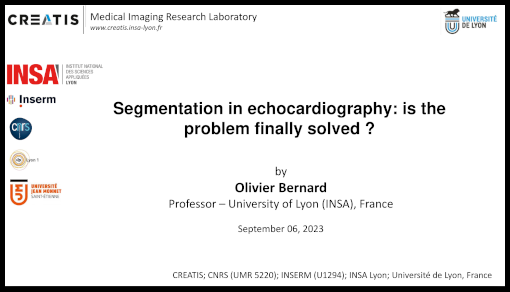 CREATIS
Medical Imaging Research Laboratory
www.creatis.insa-lyon.fr
UNIVERSITÉ
DE LYON
INSA
INSTITUT NATIONAL
DES SCIENCES
APPLIQUÉES
LYON
Inserm
cnrs
Lyon 1
UNIVERSITÉ
JEAN MONNET
SAINT-ÉTIENNE
Segmentation in echocardiography: is the
problem finally solved ?
by
Olivier Bernard
Professor – University of Lyon (INSA), France
September 06, 2023
CREATIS; CNRS (UMR 5220); INSERM (U1294); INSA Lyon; Université de Lyon, France